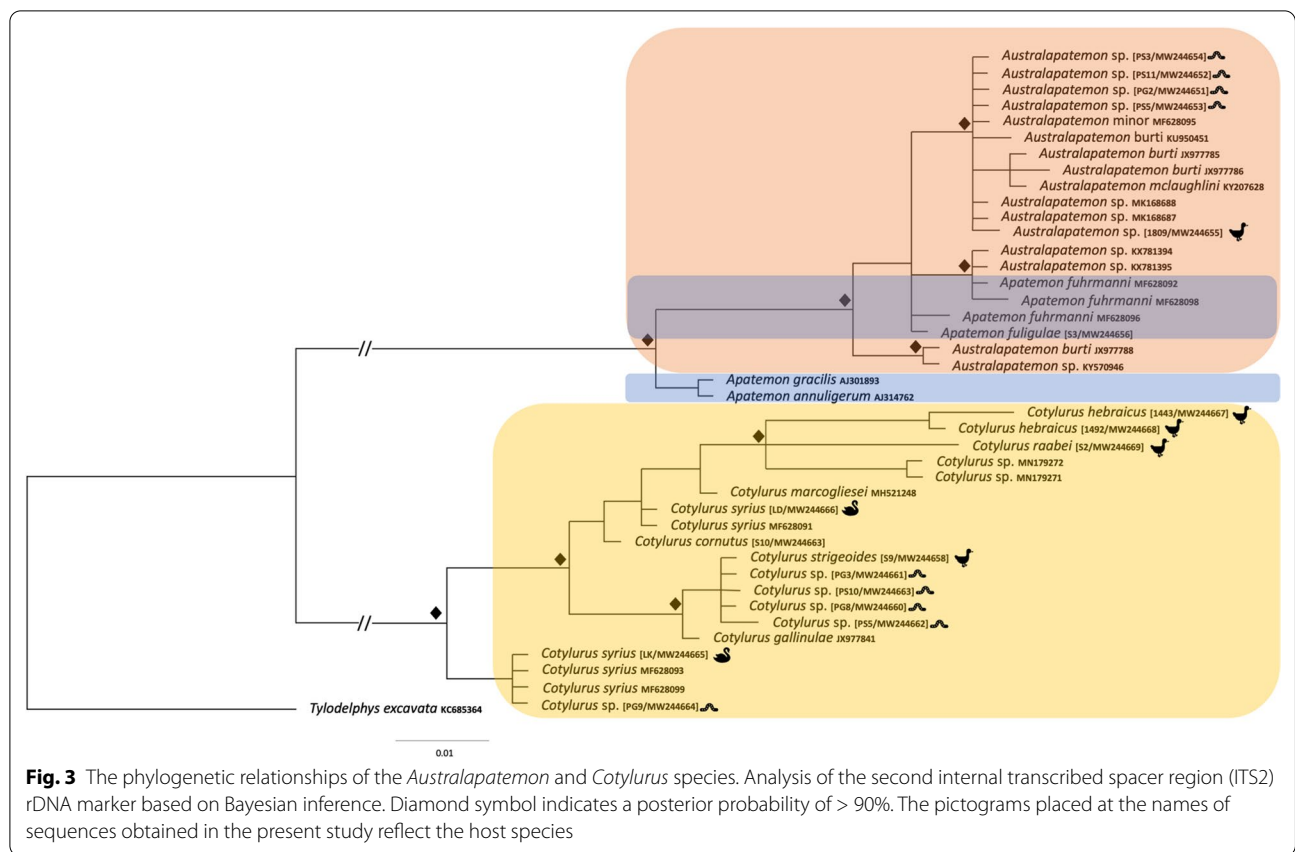 Australapatemon sp. [PS3/MW244654]
Australapatemon sp. [PS11/MW244652]
Australapatemon sp. [PG2/MW244651]
Australapatemon sp. [PS5/MW244653]
Australapatemon minor MF628095
Australapatemon burti KU950451
Australapatemon burti JX977785
Australapatemon burti JX977786
Australapatemon mclaughlini KY207628
Australapatemon sp. MK168688
Australapatemon sp. MK168687
Australapatemon sp. [1809/MW244655]
Australapatemon sp. KX781394
Australapatemon sp. KX781395
Apatemon fuhrmanni MF628092
Apatemon fuhrmanni MF628098
Apatemon fuhrmanni MF628096
Apatemon fuligulae [S3/MW244656]
Australapatemon burti JX977788
Australapatemon sp. KY570946
Apatemon gracilis AJ301893
Apatemon annuligerum AJ314762
Cotylurus hebraicus [1443/MW244667]
Cotylurus hebraicus [1492/MW244668]
Cotylurus raabei [S2/MW244669]
Cotylurus sp. MN179272
Cotylurus sp. MN179271
Cotylurus marcogliesei MH521248
Cotylurus syrius [LD/MW244666]
Cotylurus syrius MF628091
Cotylurus cornutus [S10/MW244663]
Cotylurus strigeoides [S9/MW244658]
Cotylurus sp. [PG3/MW244661]
Cotylurus sp. [PS10/MW244663]
Cotylurus sp. [PG8/MW244660]
Cotylurus sp. [PS5/MW244662]
Cotylurus gallinulae JX977841
Cotylurus syrius [LK/MW244665]
Cotylurus syrius MF628093
Cotylurus syrius MF628099
Cotylurus sp. [PG9/MW244664]
Tylodelphys excavata KC685364
0.01
Fig. 3 The phylogenetic relationships of the Australapatemon and Cotylurus species. Analysis of the second internal transcribed spacer region (ITS2)
rDNA marker based on Bayesian inference. Diamond symbol indicates a posterior probability of > 90%. The pictograms placed at the names of
sequences obtained in the present study reflect the host species